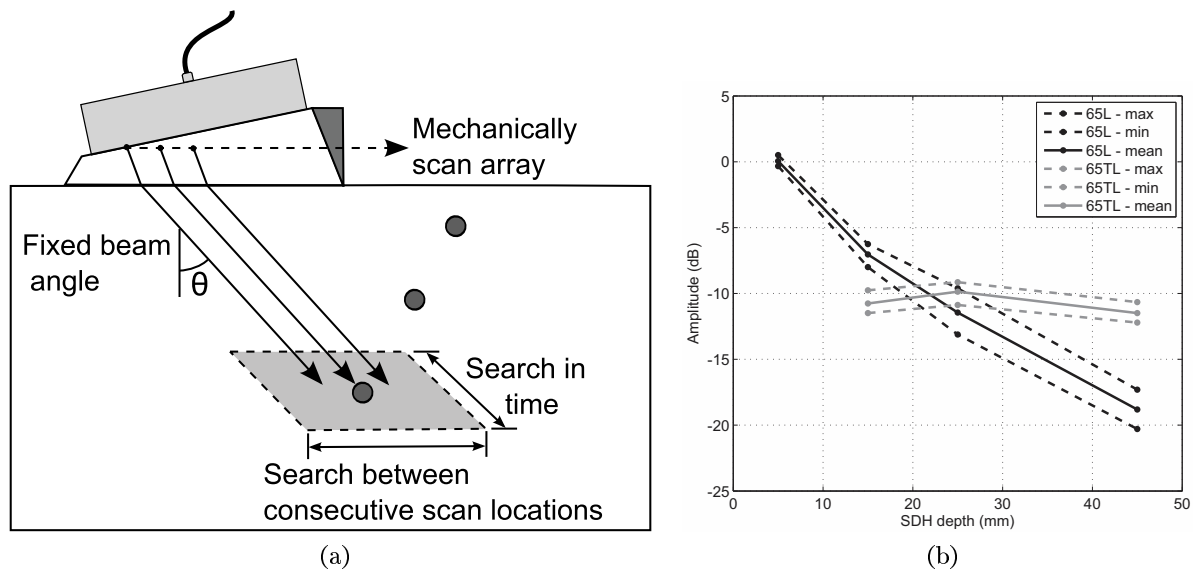 Mechanically
scan array
Fixed beam
angle
θ
Search in
time
Search between
consecutive scan locations
(a)
5
0
-5
-10
-15
-20
-25
Amplitude (dB)
65L - max
65L - min
65L - mean
65TL - max
65TL - min
65TL - mean
0 10 20 30 40 50
SDH depth (mm)
(b)